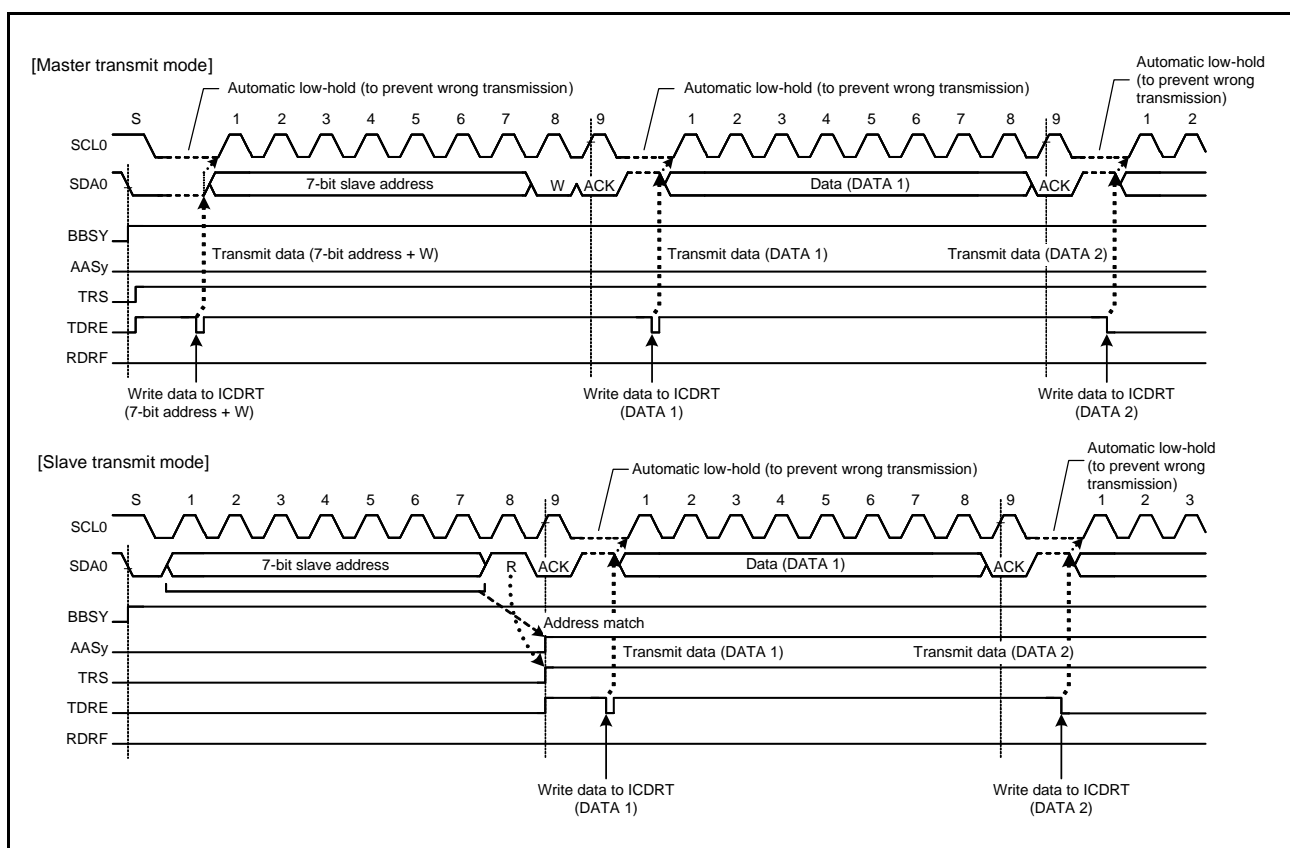 [Master transmit mode]
Automatic low-hold (to prevent wrong transmission)
Automatic low-hold (to prevent wrong transmission)
Automatic low-hold
(to prevent wrong
transmission)
S 1 2 3 4 5 6 7 8 9 1 2 3 4 5 6 7 8 9 1 2
SCL0
SDA0 7-bit slave address W ACK Data (DATA 1) ACK
BBSY
Transmit data (7-bit address + W) Transmit data (DATA 1) Transmit data (DATA 2)
AASy
TRS
TDRE
RDRF
Write data to ICDRT
(7-bit address + W)
Write data to ICDRT
(DATA 1)
Write data to ICDRT
(DATA 2)
[Slave transmit mode]
Automatic low-hold (to prevent wrong transmission)
Automatic low-hold
(to prevent wrong
transmission)
S 1 2 3 4 5 6 7 8 9 1 2 3 4 5 6 7 8 9 1 2 3
SCL0
SDA0 7-bit slave address R ACK Data (DATA 1) ACK
BBSY
Address match
AASy
Transmit data (DATA 1) Transmit data (DATA 2)
TRS
TDRE
RDRF
Write data to ICDRT
(DATA 1)
Write data to ICDRT
(DATA 2)